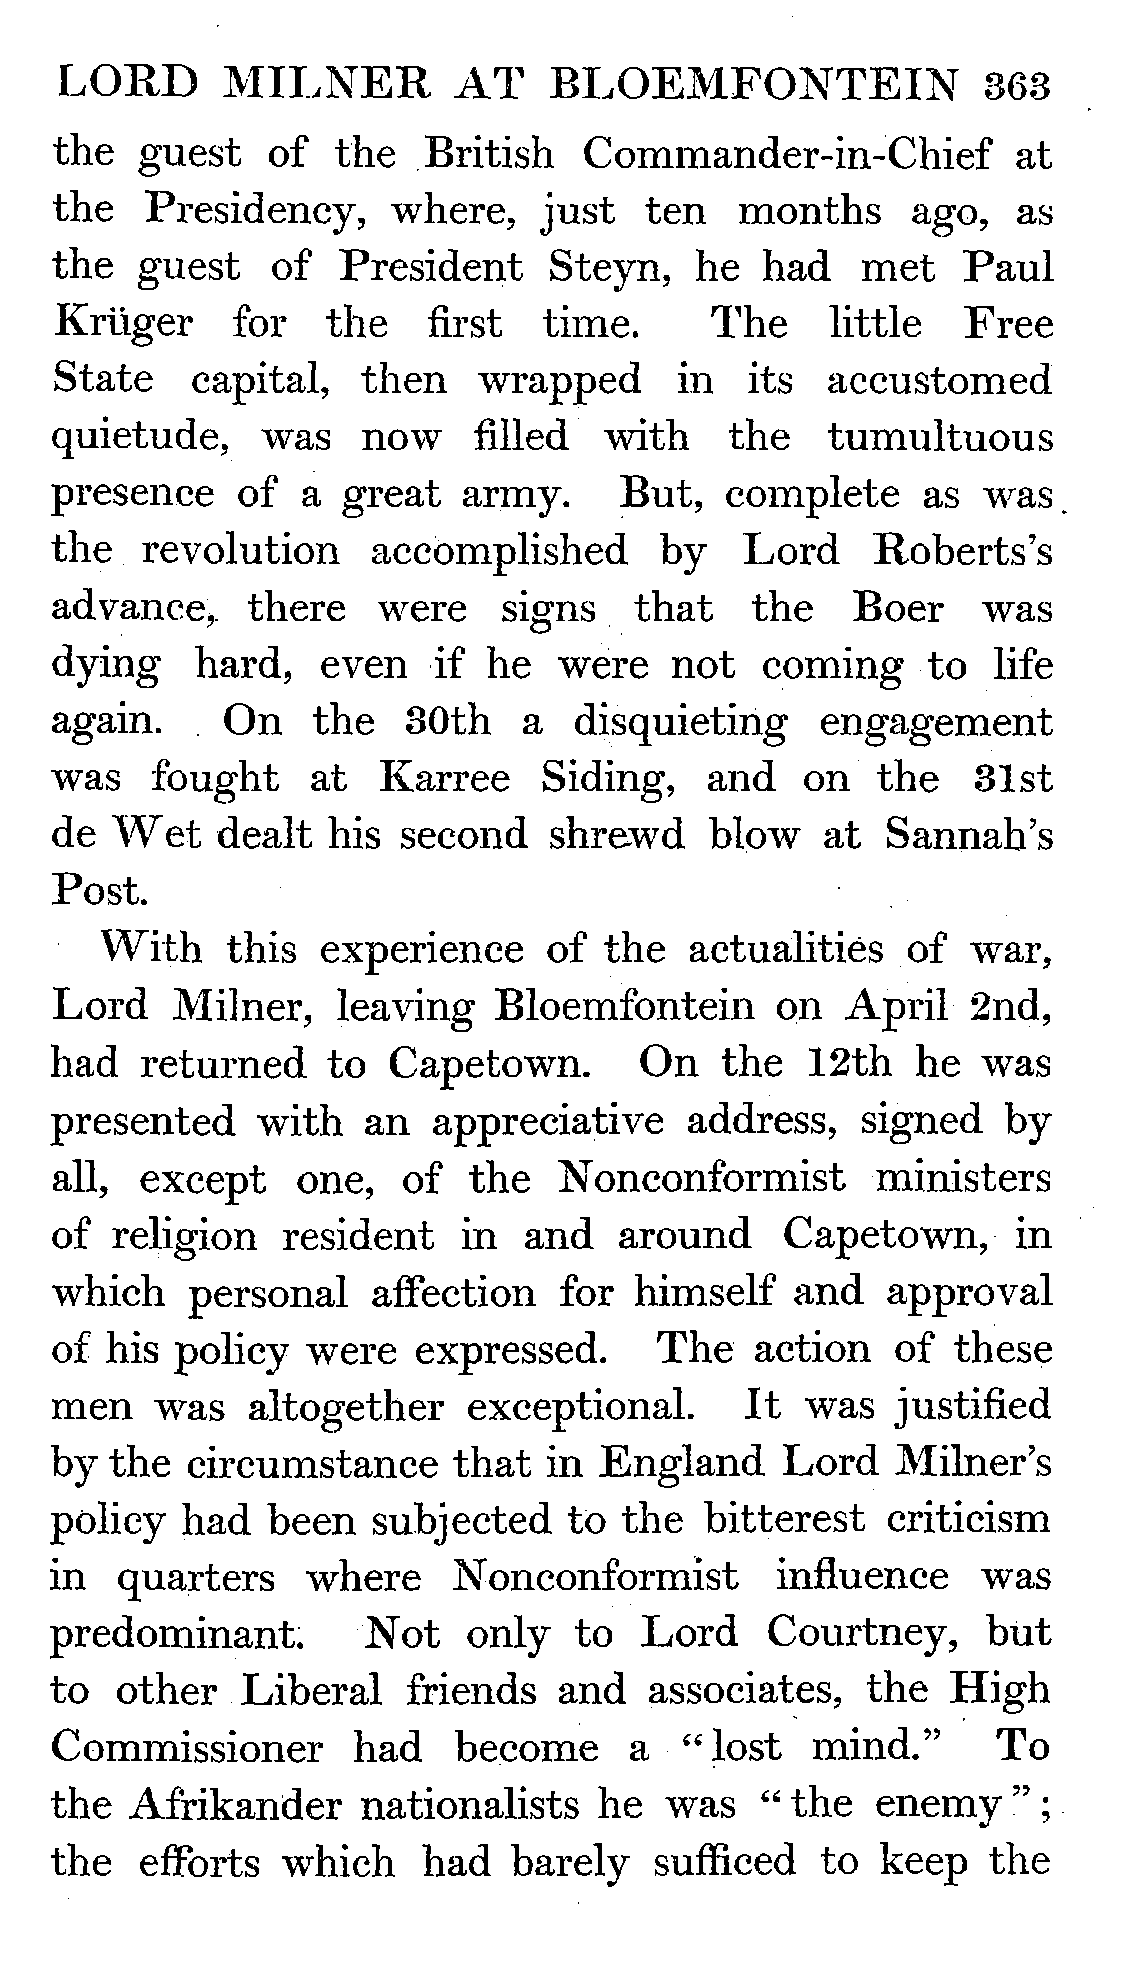 LORD MILNER AT BLOEMFONTEIN 363
the guest of the British Commander-in-Chief at
the Presidency, where, just ten months ago, as
the guest of President Steyn, he had met Paul
Krüger for the first time. The little Free
State capital, then wrapped in its accustomed
quietude, was now filled with the tumultuous
presence of a great army. But, complete as was
the revolution accomplished by Lord Roberts's
advance, there were signs that the Boer was
dying hard, even if he were not coming to life
again. On the 30th a disquieting engagement
was fought at Karree Siding, and on the 31st
de Wet dealt his second shrewd blow at Sannah's
Post.
With this experience of the actualities of war,
Lord Milner, leaving Bloemfontein on April 2nd,
had returned to Capetown. On the 12th he was
presented with an appreciative address, signed by
all, except one, of the Nonconformist ministers
of religion resident in and around Capetown, in
which personal affection for himself and approval
of his policy were expressed. The action of these
men was altogether exceptional. It was justified
by the circumstance that in England Lord Milner's
policy had been subjected to the bitterest criticism
in quarters where Nonconformist influence was
predominant. Not only to Lord Courtney, but
to other Liberal friends and associates, the High
Commissioner had become a “lost mind.” To
the Afrikander nationalists he was “the enemy”;
the efforts which had barely sufficed to keep the